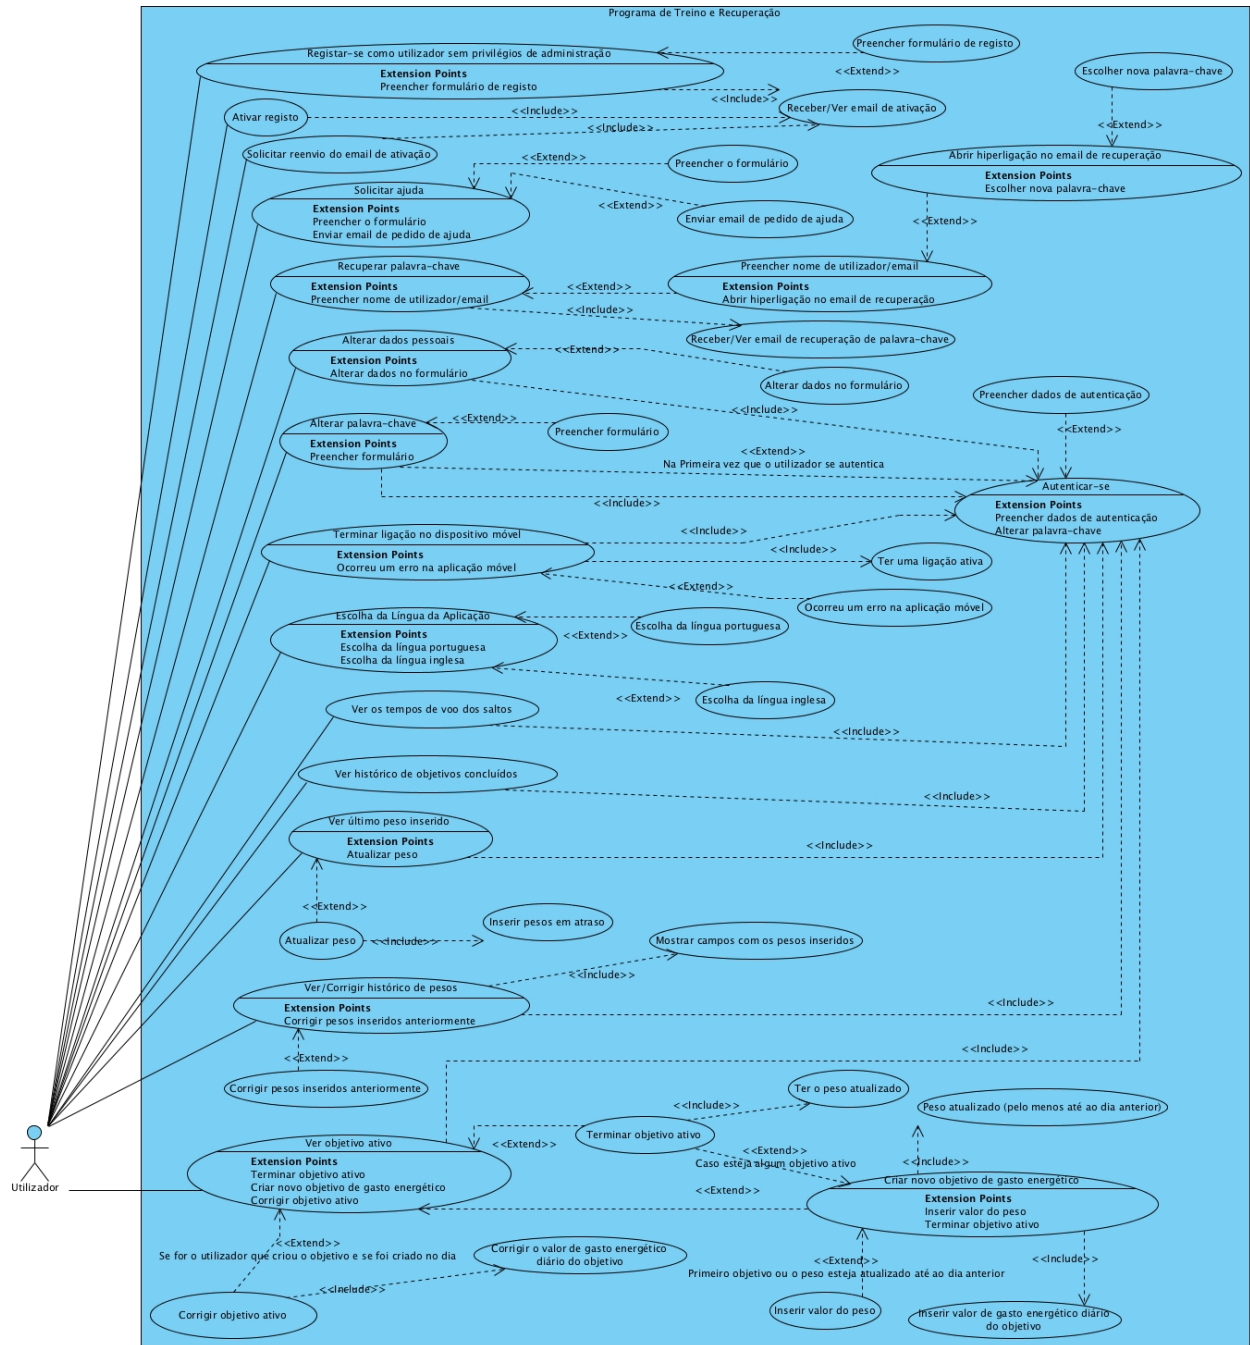 Programa de Treino e Recuperação
Registar-se como utilizador sem privilégios de administração
Extension Points
Preencher formulário de registo
Preencher formulário de registo
<<Extend>>
<<Include>>
Escolher nova palavra-chave
Ativar registo
<<Include>>
Receber/Ver email de ativação
<<Extend>>
Solicitar reenvio do email de ativação
<<Include>>
Abrir hiperligação no email de recuperação
Extension Points
Escolher nova palavra-chave
Solicitar ajuda
Extension Points
Preencher o formulário
Enviar email de pedido de ajuda
<<Extend>>
Preencher o formulário
<<Extend>>
Enviar email de pedido de ajuda
<<Extend>>
Recuperar palavra-chave
Extension Points
Preencher nome de utilizador/email
<<Extend>>
<<Include>>
Preencher nome de utilizador/email
Extension Points
Abrir hiperligação no email de recuperação
Receber/Ver email de recuperação de palavra-chave
Alterar dados pessoais
Extension Points
Alterar dados no formulário
<<Extend>>
Alterar dados no formulário
<<Include>>
Preencher dados de autenticação
<<Extend>>
Alterar palavra-chave
Extension Points
Preencher formulário
<<Extend>>
Preencher formulário
<<Extend>>
Na Primeira vez que o utilizador se autentica
<<Include>>
Autenticar-se
Extension Points
Preencher dados de autenticação
Alterar palavra-chave
Terminar ligação no dispositivo móvel
Extension Points
Ocorreu um erro na aplicação móvel
<<Include>>
<<Include>>
Ter uma ligação ativa
<<Extend>>
Ocorreu um erro na aplicação móvel
Escolha da Língua da Aplicação
Extension Points
Escolha da língua portuguesa
Escolha da língua inglesa
<<Extend>>
Escolha da língua portuguesa
<<Extend>>
Escolha da língua inglesa
Ver os tempos de voo dos saltos
<<Include>>
Ver histórico de objetivos concluídos
<<Include>>
Ver último peso inserido
Extension Points
Atualizar peso
<<Include>>
<<Extend>>
Atualizar peso
<<Include>>
Inserir pesos em atraso
Mostrar campos com os pesos inseridos
<<Include>>
Ver/Corrigir histórico de pesos
Extension Points
Corrigir pesos inseridos anteriormente
<<Include>>
<<Extend>>
<<Include>>
Corrigir pesos inseridos anteriormente
Ter o peso atualizado
<<Include>>
Peso atualizado (pelo menos até ao dia anterior)
Utilizador
Ver objetivo ativo
Extension Points
Terminar objetivo ativo
Criar novo objetivo de gasto energético
Corrigir objetivo ativo
<<Extend>>
Terminar objetivo ativo
<<Extend>>
Caso esteja algum objetivo ativo
<<Include>>
Criar novo objetivo de gasto energético
Extension Points
Inserir valor do peso
Terminar objetivo ativo
<<Extend>>
<<Extend>>
Se for o utilizador que criou o objetivo e se foi criado no dia
Corrigir o valor de gasto energético
diário do objetivo
<<Include>>
Corrigir objetivo ativo
<<Extend>>
Primeiro objetivo ou o peso esteja atualizado até ao dia anterior
<<Include>>
Inserir valor do peso
Inserir valor de gasto energético diário
do objetivo